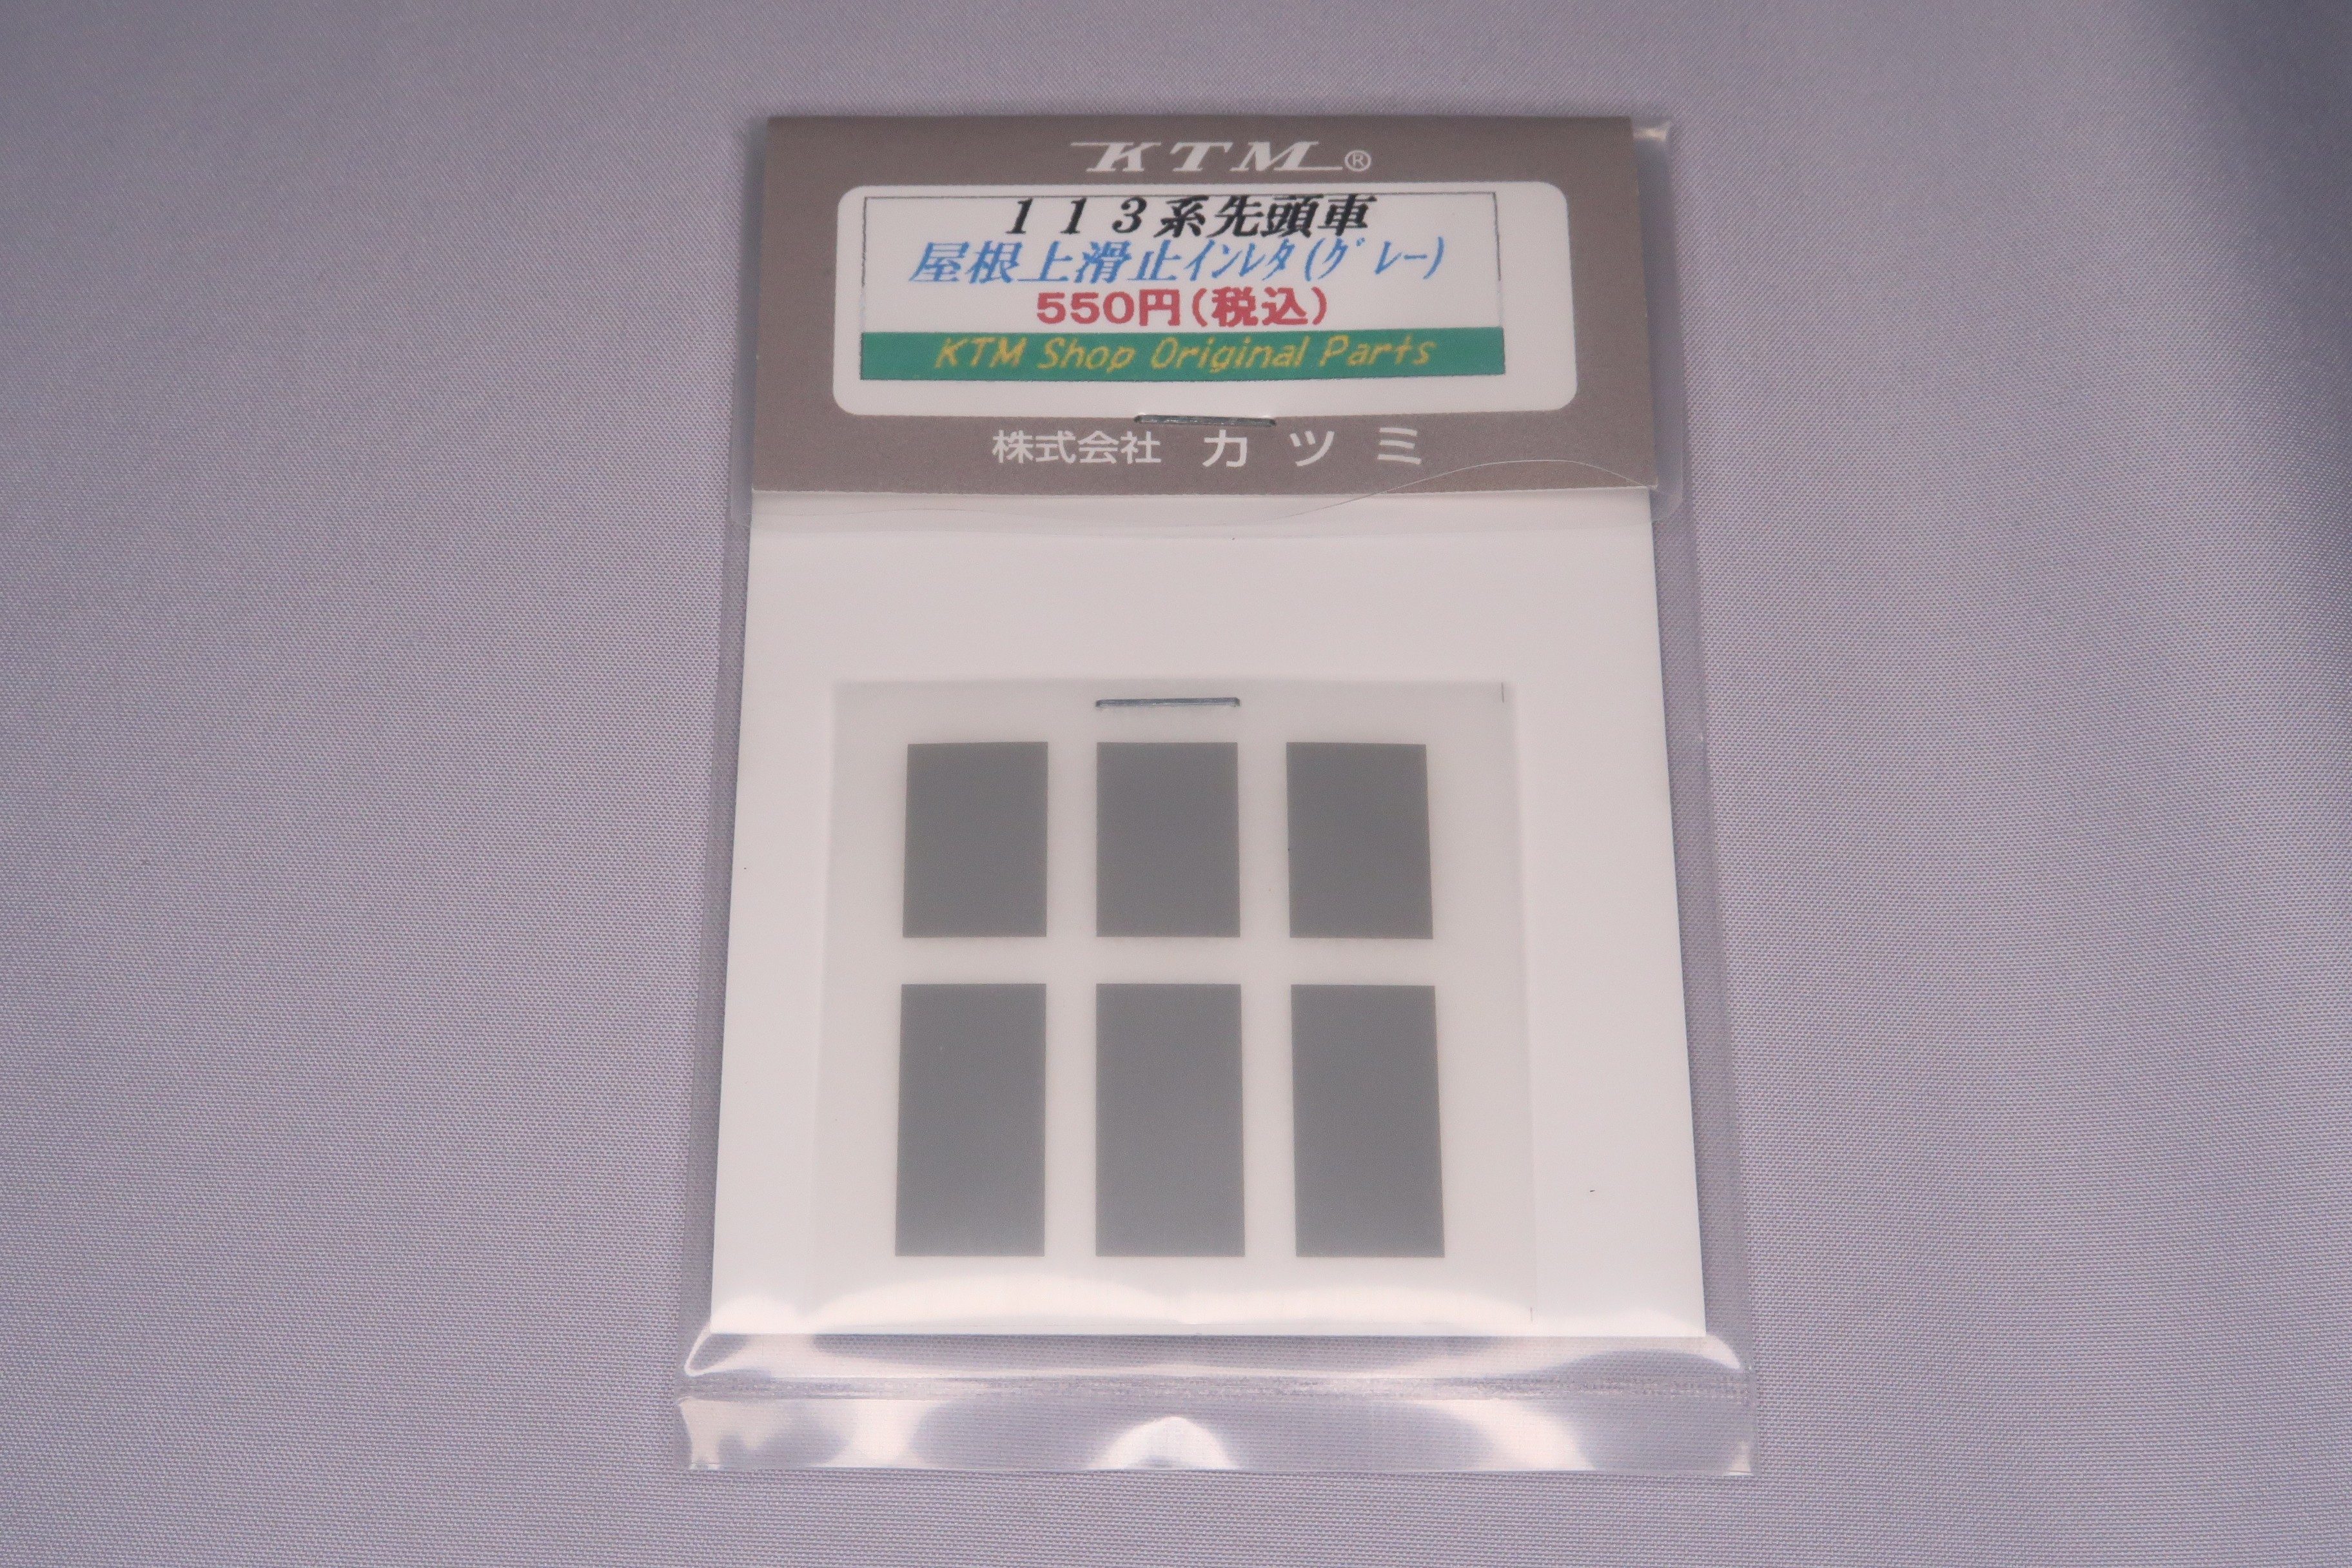 KTM®
１１３系先頭車
屋根上滑止ｲﾝﾚﾀ(ｸﾞﾚｰ)
550円(税込)
KTM Shop Original Parts
株式会社 カツミ